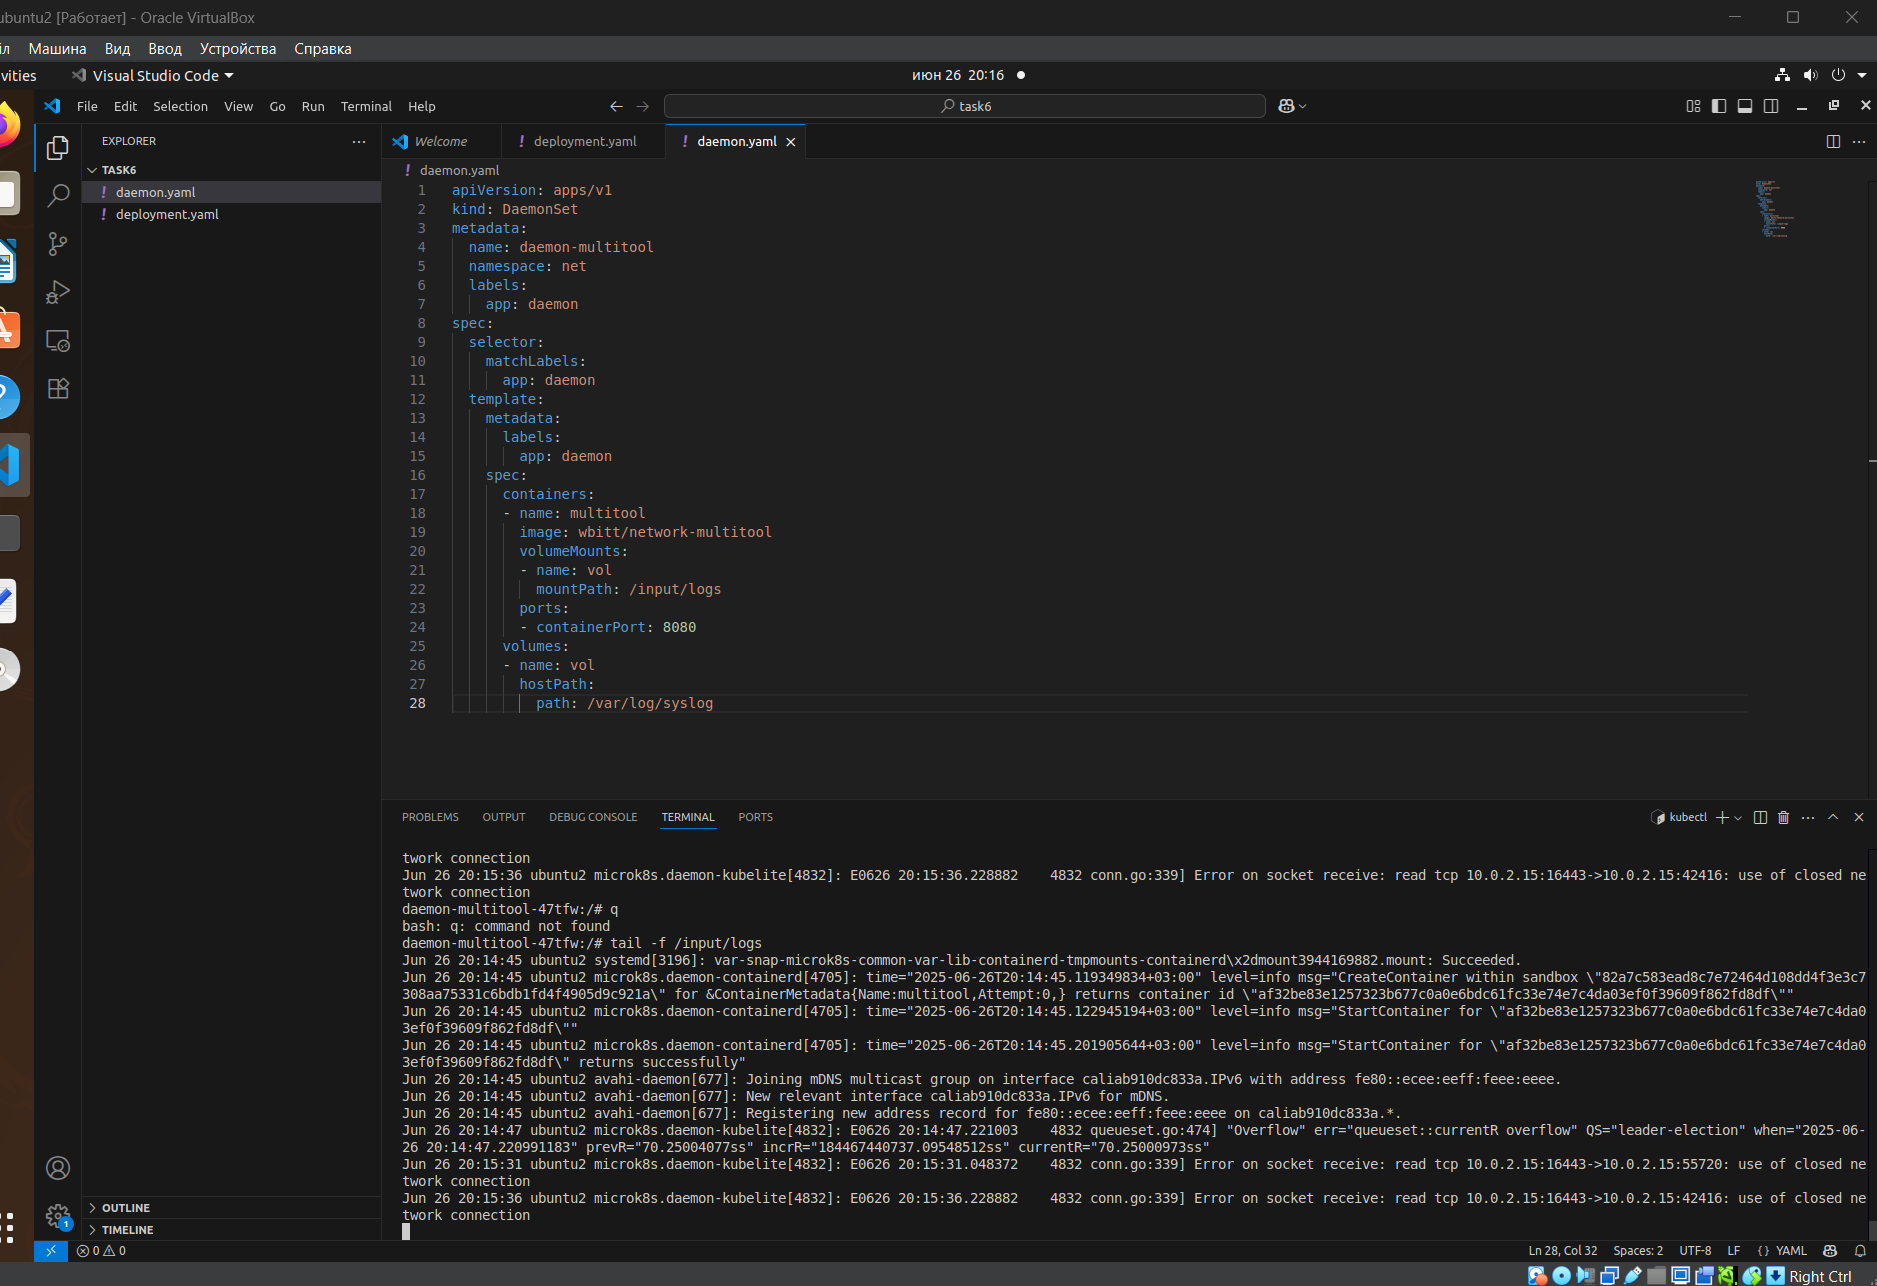 ubuntu2 [Работает] - Oracle VirtualBox
йл Машина Вид Ввод Устройства Справка
vities Visual Studio Code июн 26 20:16
File Edit Selection View Go Run Terminal Help task6
EXPLORER
TASK6
! daemon.yaml
! deployment.yaml
OUTLINE
TIMELINE
Welcome ! deployment.yaml ! daemon.yaml
! daemon.yaml
1 apiVersion: apps/v1
2 kind: DaemonSet
3 metadata:
4 name: daemon-multitool
5 namespace: net
6 labels:
7 app: daemon
8 spec:
9 selector:
10 matchLabels:
11 app: daemon
12 template:
13 metadata:
14 labels:
15 app: daemon
16 spec:
17 containers:
18 - name: multitool
19 image: wbitt/network-multitool
20 volumeMounts:
21 - name: vol
22 mountPath: /input/logs
23 ports:
24 - containerPort: 8080
25 volumes:
26 - name: vol
27 hostPath:
28 path: /var/log/syslog
PROBLEMS OUTPUT DEBUG CONSOLE TERMINAL PORTS kubectl
twork connection
Jun 26 20:15:36 ubuntu2 microk8s.daemon-kubelite[4832]: E0626 20:15:36.228882    4832 conn.go:339] Error on socket receive: read tcp 10.0.2.15:16443->10.0.2.15:42416: use of closed ne
twork connection
daemon-multitool-47tfw:/# q
bash: q: command not found
daemon-multitool-47tfw:/# tail -f /input/logs
Jun 26 20:14:45 ubuntu2 systemd[3196]: var-snap-microk8s-common-var-lib-containerd-tmpmounts-containerd\x2dmount3944169882.mount: Succeeded.
Jun 26 20:14:45 ubuntu2 microk8s.daemon-containerd[4705]: time="2025-06-26T20:14:45.119349834+03:00" level=info msg="CreateContainer within sandbox \"82a7c583ead8c7e72464d108dd4f3e3c7
308aa75331c6bdb1fd4f4905d9c921a\" for &ContainerMetadata{Name:multitool,Attempt:0,} returns container id \"af32be83e1257323b677c0a0e6bdc61fc33e74e7c4da03ef0f39609f862fd8df\""
Jun 26 20:14:45 ubuntu2 microk8s.daemon-containerd[4705]: time="2025-06-26T20:14:45.122945194+03:00" level=info msg="StartContainer for \"af32be83e1257323b677c0a0e6bdc61fc33e74e7c4da0
3ef0f39609f862fd8df\""
Jun 26 20:14:45 ubuntu2 microk8s.daemon-containerd[4705]: time="2025-06-26T20:14:45.201905644+03:00" level=info msg="StartContainer for \"af32be83e1257323b677c0a0e6bdc61fc33e74e7c4da0
3ef0f39609f862fd8df\" returns successfully"
Jun 26 20:14:45 ubuntu2 avahi-daemon[677]: Joining mDNS multicast group on interface caliab910dc833a.IPv6 with address fe80::ecee:eeff:feee:eeee.
Jun 26 20:14:45 ubuntu2 avahi-daemon[677]: New relevant interface caliab910dc833a.IPv6 for mDNS.
Jun 26 20:14:45 ubuntu2 avahi-daemon[677]: Registering new address record for fe80::ecee:eeff:feee:eeee on caliab910dc833a.*.
Jun 26 20:14:47 ubuntu2 microk8s.daemon-kubelite[4832]: E0626 20:14:47.221003    4832 queueset.go:474] "Overflow" err="queueset::currentR overflow" QS="leader-election" when="2025-06-
26 20:14:47.220991183" prevR="70.25004077ss" incrR="184467440737.09548512ss" currentR="70.25000973ss"
Jun 26 20:15:31 ubuntu2 microk8s.daemon-kubelite[4832]: E0626 20:15:31.048372    4832 conn.go:339] Error on socket receive: read tcp 10.0.2.15:16443->10.0.2.15:55720: use of closed ne
twork connection
Jun 26 20:15:36 ubuntu2 microk8s.daemon-kubelite[4832]: E0626 20:15:36.228882    4832 conn.go:339] Error on socket receive: read tcp 10.0.2.15:16443->10.0.2.15:42416: use of closed ne
twork connection
1
0 0 Ln 28, Col 32 Spaces: 2 UTF-8 LF {} YAML
Right Ctrl